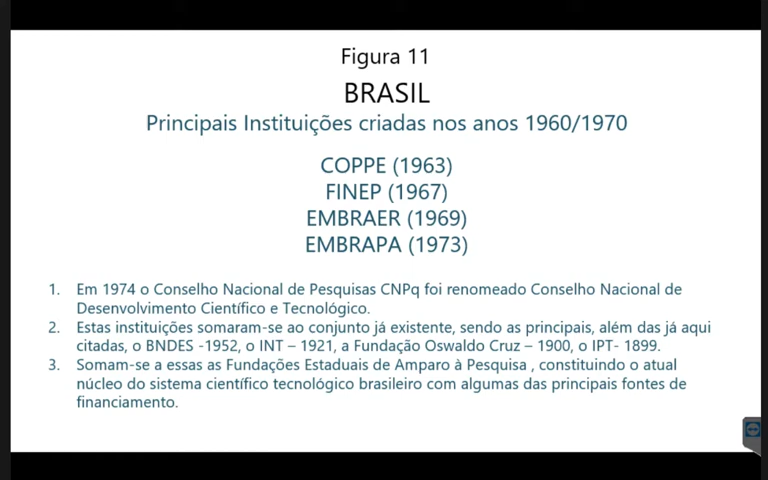 Figura 11
BRASIL
Principais Instituições criadas nos anos 1960/1970
COPPE (1963)
FINEP (1967)
EMBRAER (1969)
EMBRAPA (1973)
1. Em 1974 o Conselho Nacional de Pesquisas CNPq foi renomeado Conselho Nacional de
Desenvolvimento Científico e Tecnológico.
2. Estas instituições somaram-se ao conjunto já existente, sendo as principais, além das já aqui
citadas, o BNDES -1952, o INT – 1921, a Fundação Oswaldo Cruz – 1900, o IPT- 1899.
3. Somam-se a essas as Fundações Estaduais de Amparo à Pesquisa , constituindo o atual
núcleo do sistema científico tecnológico brasileiro com algumas das principais fontes de
financiamento.